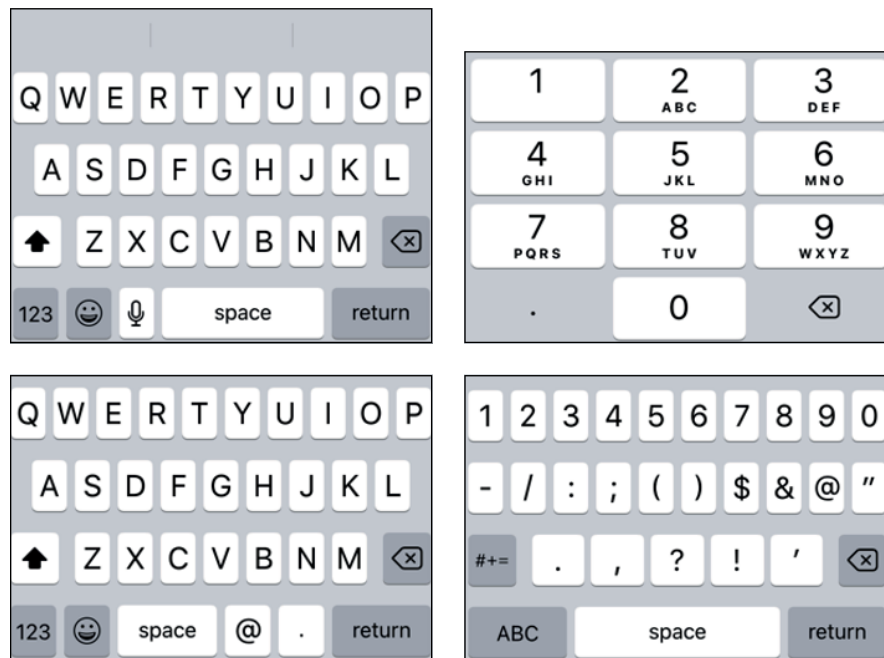 Q W E R T Y U I O P
A S D F G H J K L
Z X C V B N M
123 space return
1 2 3
ABC DEF
4 5 6
GHI JKL MNO
7 8 9
PQRS TUV WXYZ
. 0
Q W E R T Y U I O P
A S D F G H J K L
Z X C V B N M
123 space @ . return
1 2 3 4 5 6 7 8 9 0
- / : ; ( ) $ & @ "
#+= . , ? ! '
ABC space return